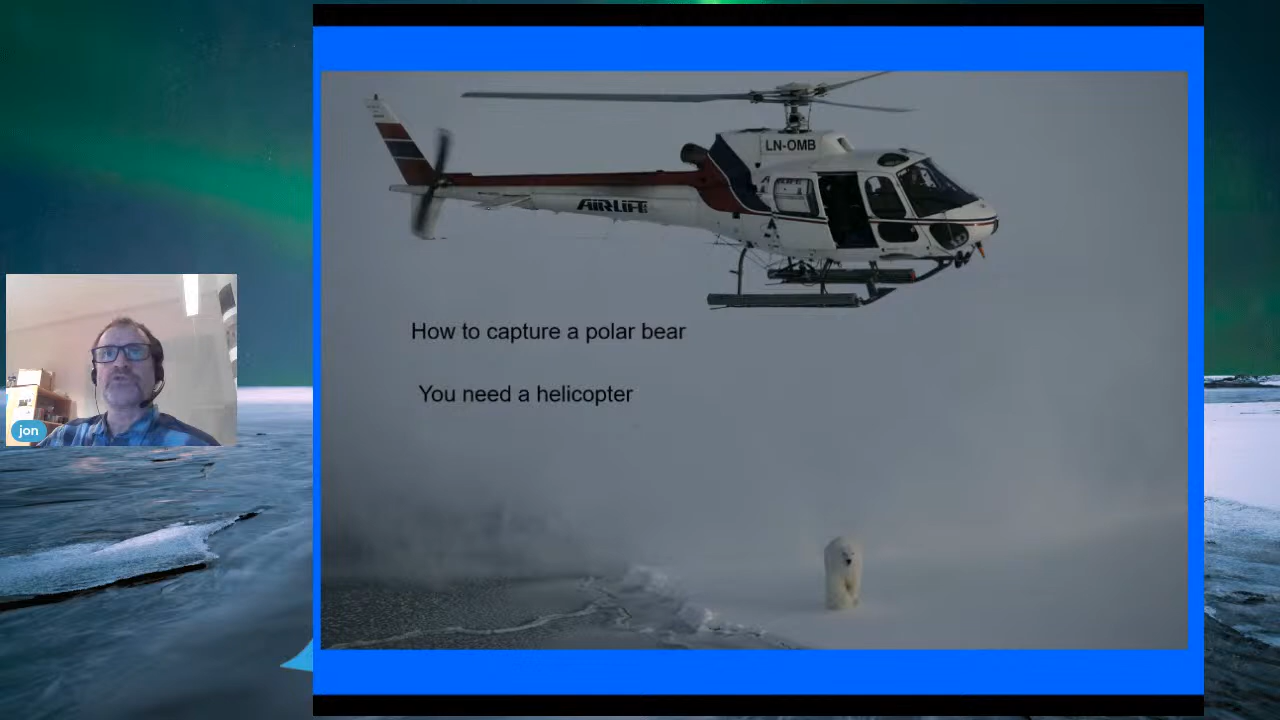 LN-OMB
AIRLIFT
How to capture a polar bear
You need a helicopter
jon